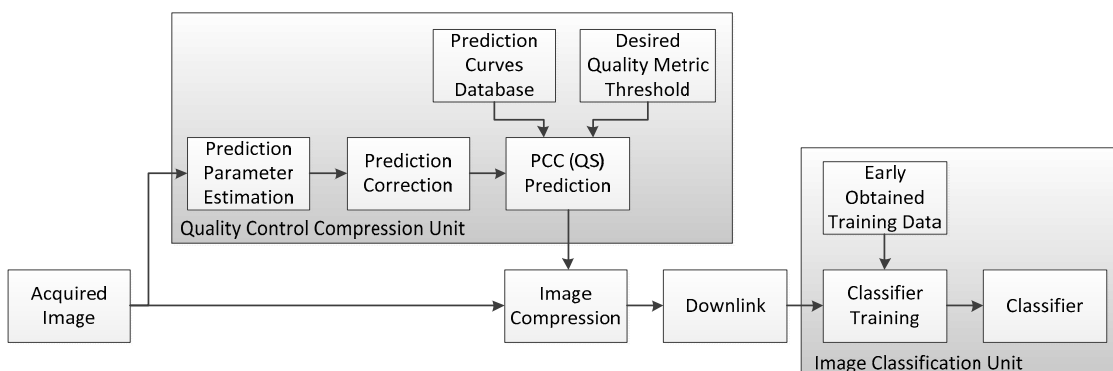 Prediction
Curves
Database
Desired
Quality Metric
Threshold
Prediction
Parameter
Estimation
Prediction
Correction
PCC (QS)
Prediction
Quality Control Compression Unit
Early
Obtained
Training Data
Acquired
Image
Image
Compression
Downlink
Classifier
Training
Classifier
Image Classification Unit